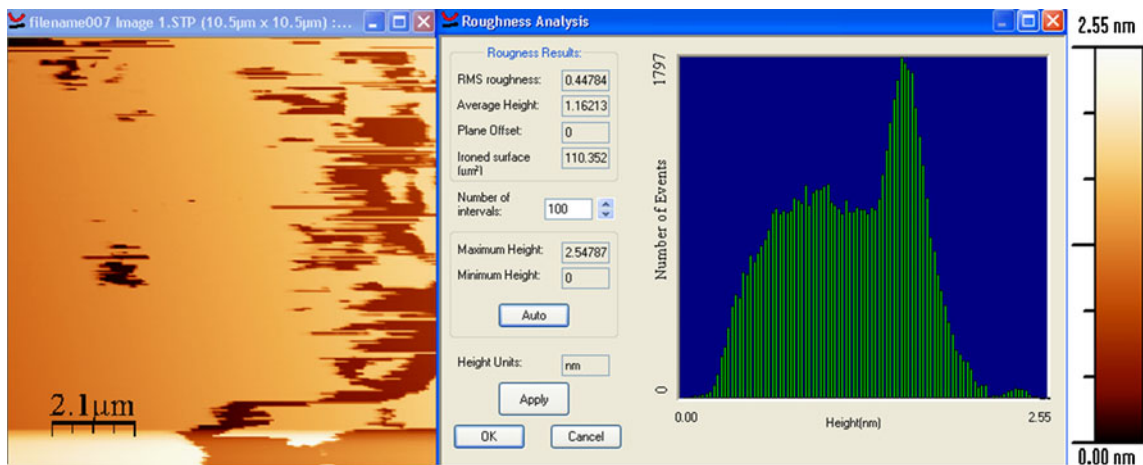 filename007 Image 1.STP (10.5µm x 10.5µm) :...
2.1µm
Roughness Analysis
Rougness Results:
RMS roughness: 0.44784
Average Height: 1.16213
Plane Offset: 0
Ironed surface (µm²) 110.352
Number of intervals: 100
Maximum Height: 2.54787
Minimum Height: 0
Auto
Height Units: nm
Apply
OK Cancel
1797
Number of Events
0
0.00 2.55
Height(nm)
2.55 nm
0.00 nm